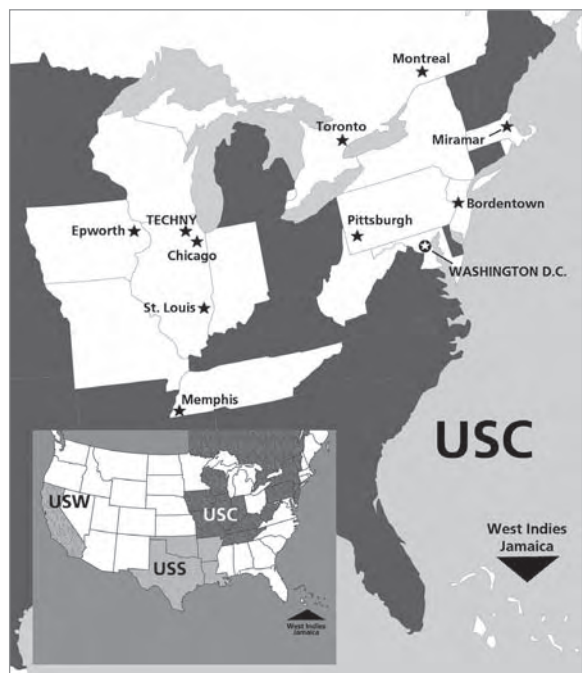 Montreal
Toronto
Miramar
Bordentown
Pittsburgh
WASHINGTON D.C.
Epworth
TECHNY
Chicago
St. Louis
Memphis
USC
West Indies
Jamaica
USW
USC
USS
West Indies
Jamaica